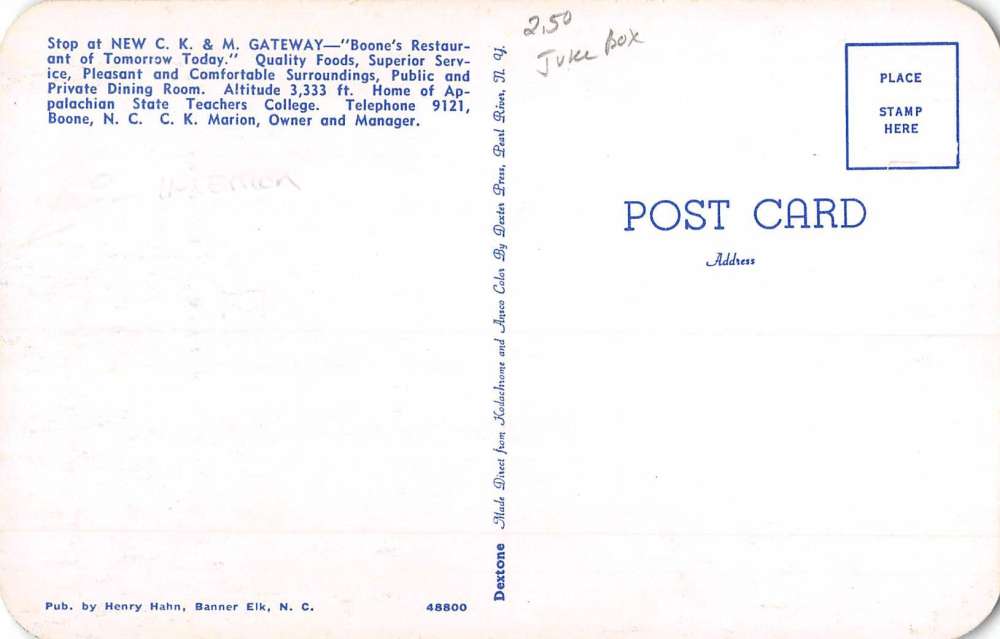 Stop at NEW C. K. & M. GATEWAY—"Boone's Restaur-
ant of Tomorrow Today." Quality Foods, Superior Serv-
ice, Pleasant and Comfortable Surroundings, Public and
Private Dining Room. Altitude 3,333 ft. Home of Ap-
palachian State Teachers College. Telephone 9121,
Boone, N. C. C. K. Marion, Owner and Manager.
INTERIOR
Pub. by Henry Hahn, Banner Elk, N. C.
48800
Dextone Made Direct from Kodachrome and Ansco Color By Dexter Press, Pearl River, N. Y.
2.50
Juke Box
PLACE
STAMP
HERE
POST CARD
Address